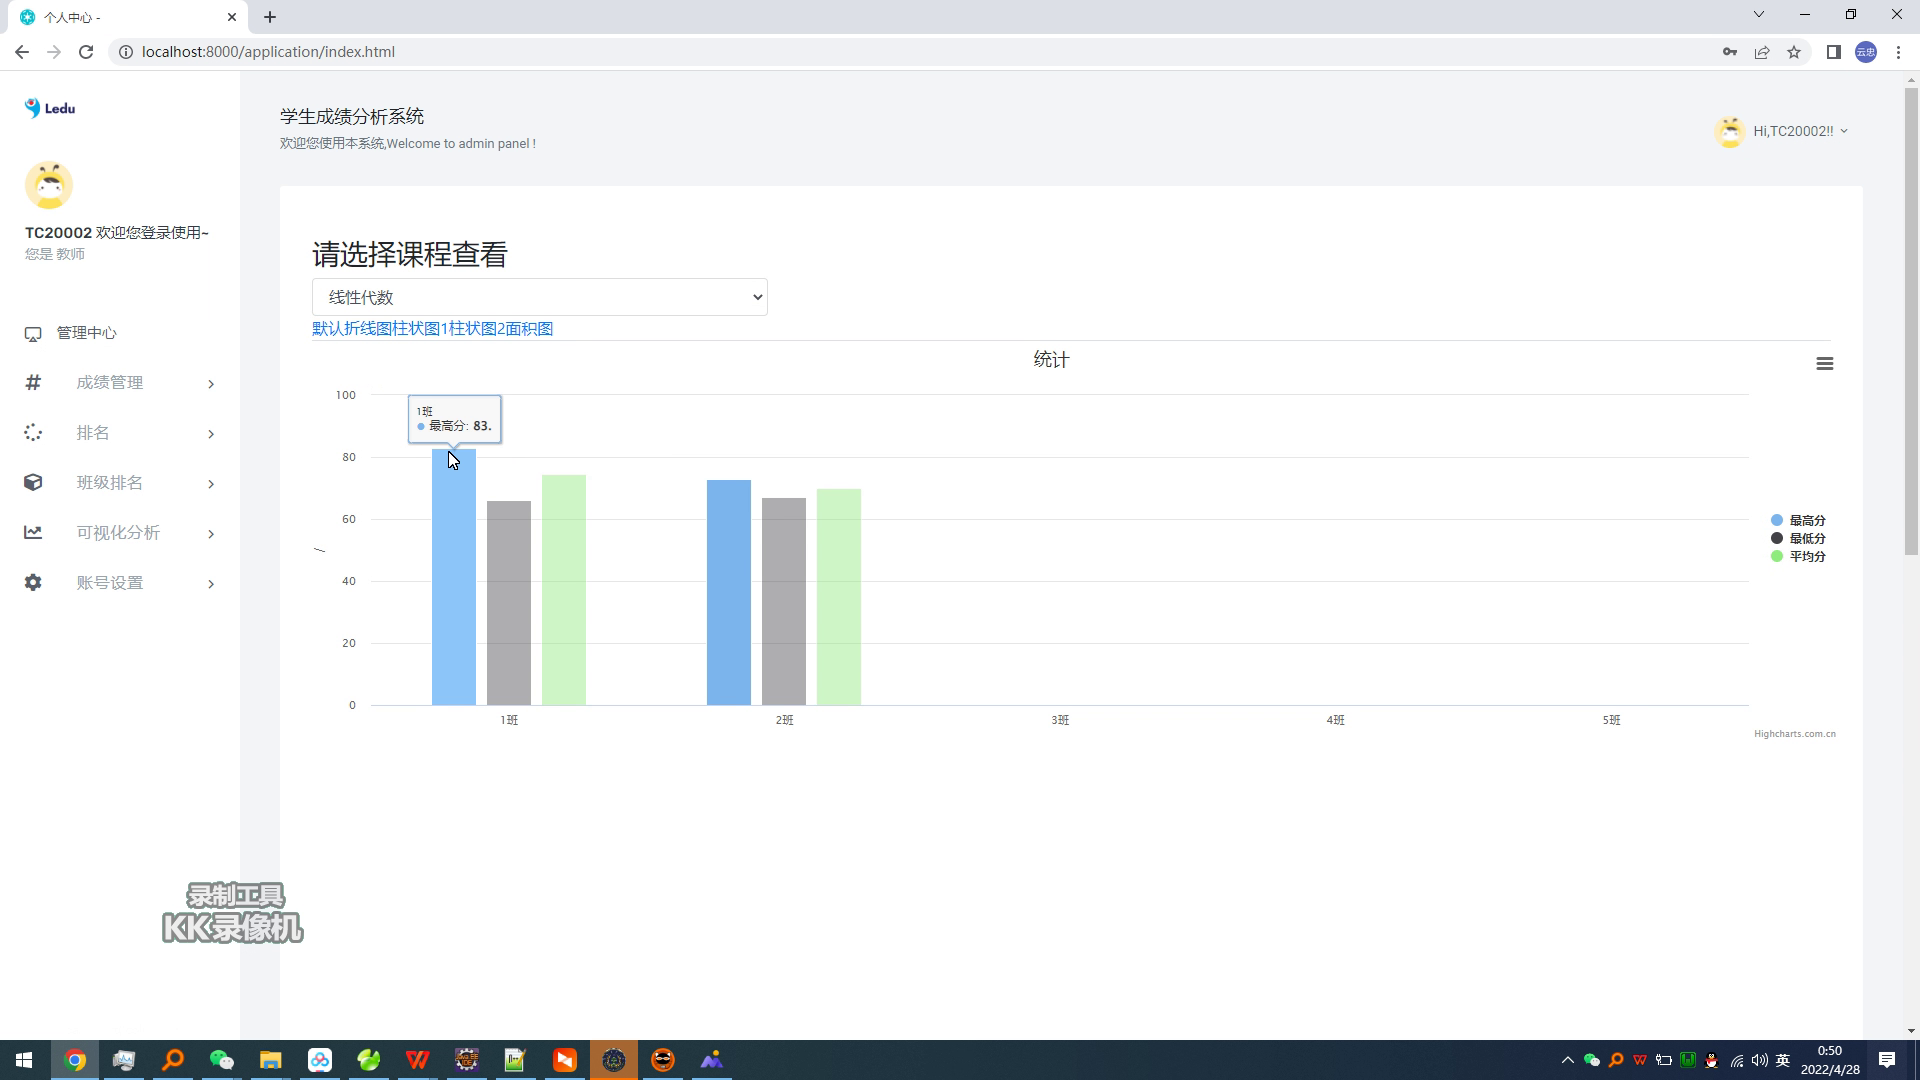 个人中心 -
localhost:8000/application/index.html
云忠
Ledu
学生成绩分析系统
欢迎您使用本系统,Welcome to admin panel !
Hi,TC20002!!
TC20002 欢迎您登录使用~
您是 教师
管理中心
成绩管理
排名
班级排名
可视化分析
账号设置
请选择课程查看
线性代数
默认折线图柱状图1柱状图2面积图
统计
100
80
60
40
20
0
/
1班
最高分: 83.
1班
2班
3班
4班
5班
最高分
最低分
平均分
Highcharts.com.cn
录制工具
KK录像机
英
0:50
2022/4/28